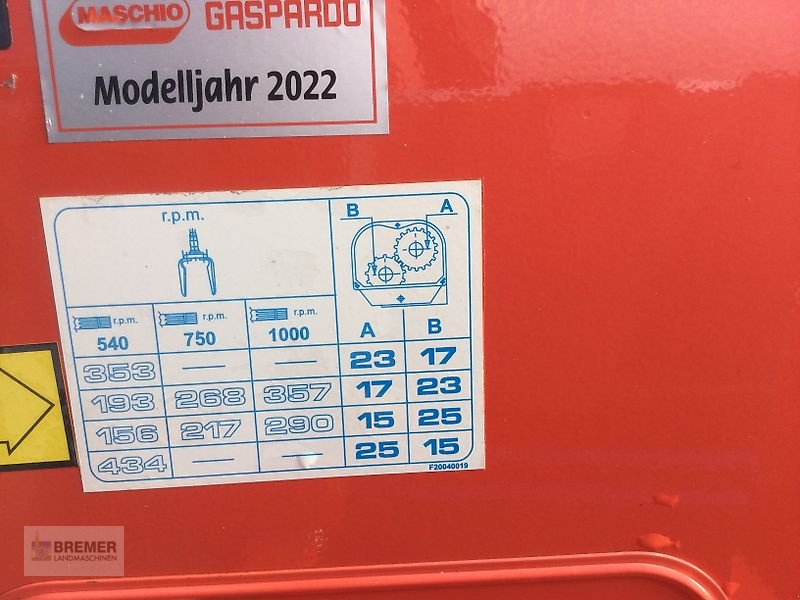 MASCHIO GASPARDO
Modelljahr 2022
r.p.m.
B A
r.p.m. r.p.m. r.p.m.
540 750 1000 A B
353 — — 23 17
193 268 357 17 23
156 217 290 15 25
434 — — 25 15
F20040019
BREMER
LANDMASCHINEN